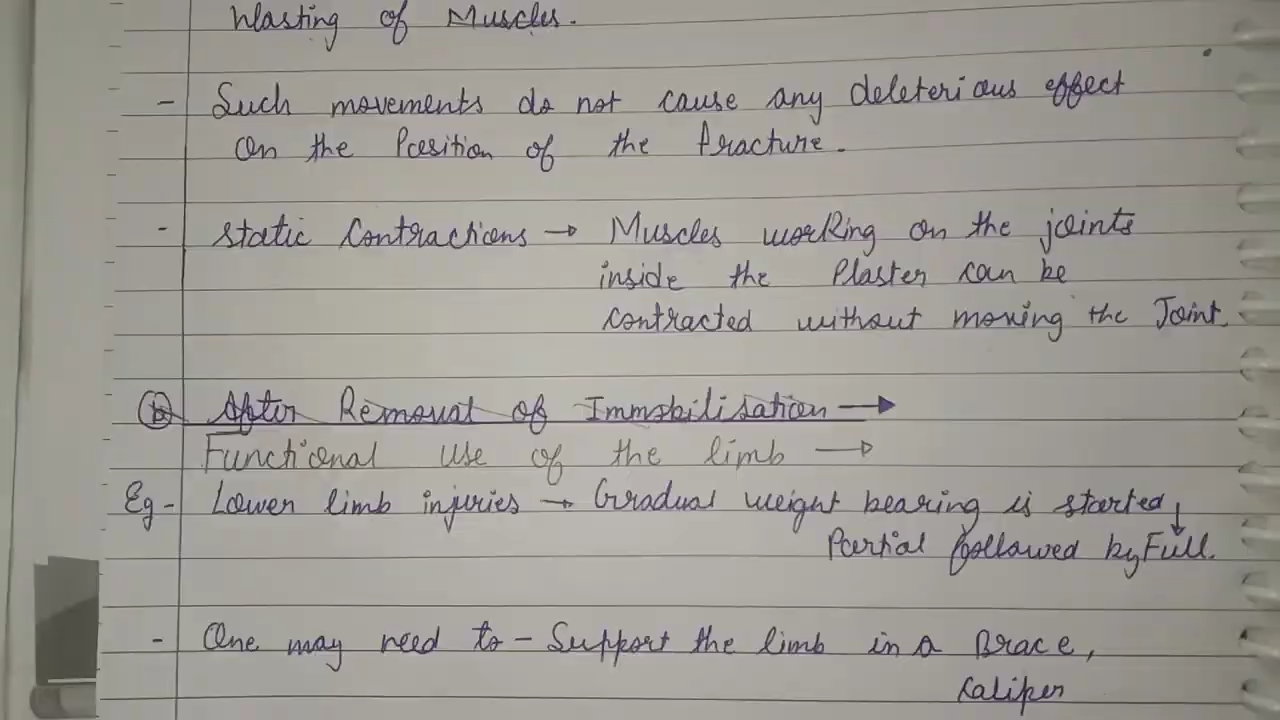 Wasting of Muscles.
- Such movements do not cause any deleterious effect
on the Position of the fracture.
- Static Contractions → Muscles working on the joints
inside the Plaster can be
contracted without moving the Joint.
(b) After Removal of Immobilisation →
Functional use of the limb →
Eg - Lower limb injuries → Gradual weight bearing is started ↓
Partial followed by Full.
- One may need to - Support the limb in a Brace,
Caliper